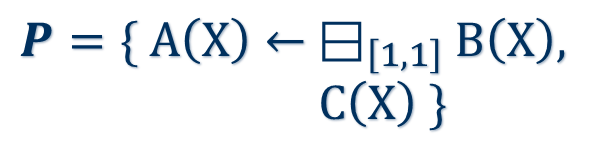 P = { A(X) ← ⊟[1,1] B(X),
C(X) }